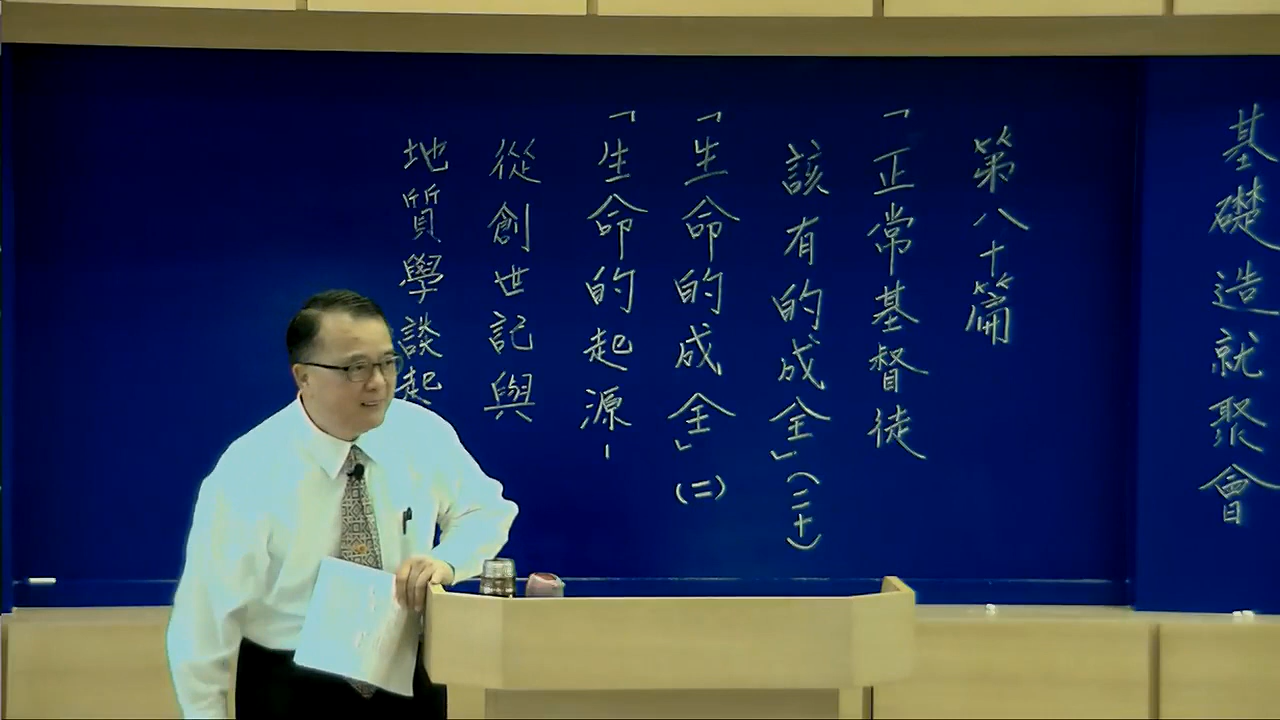 基礎造就聚會
第八十篇
「正常基督徒
該有的成全」(二十)
「生命的成全」(二)
「生命的起源-
從創世記與
地質學談起